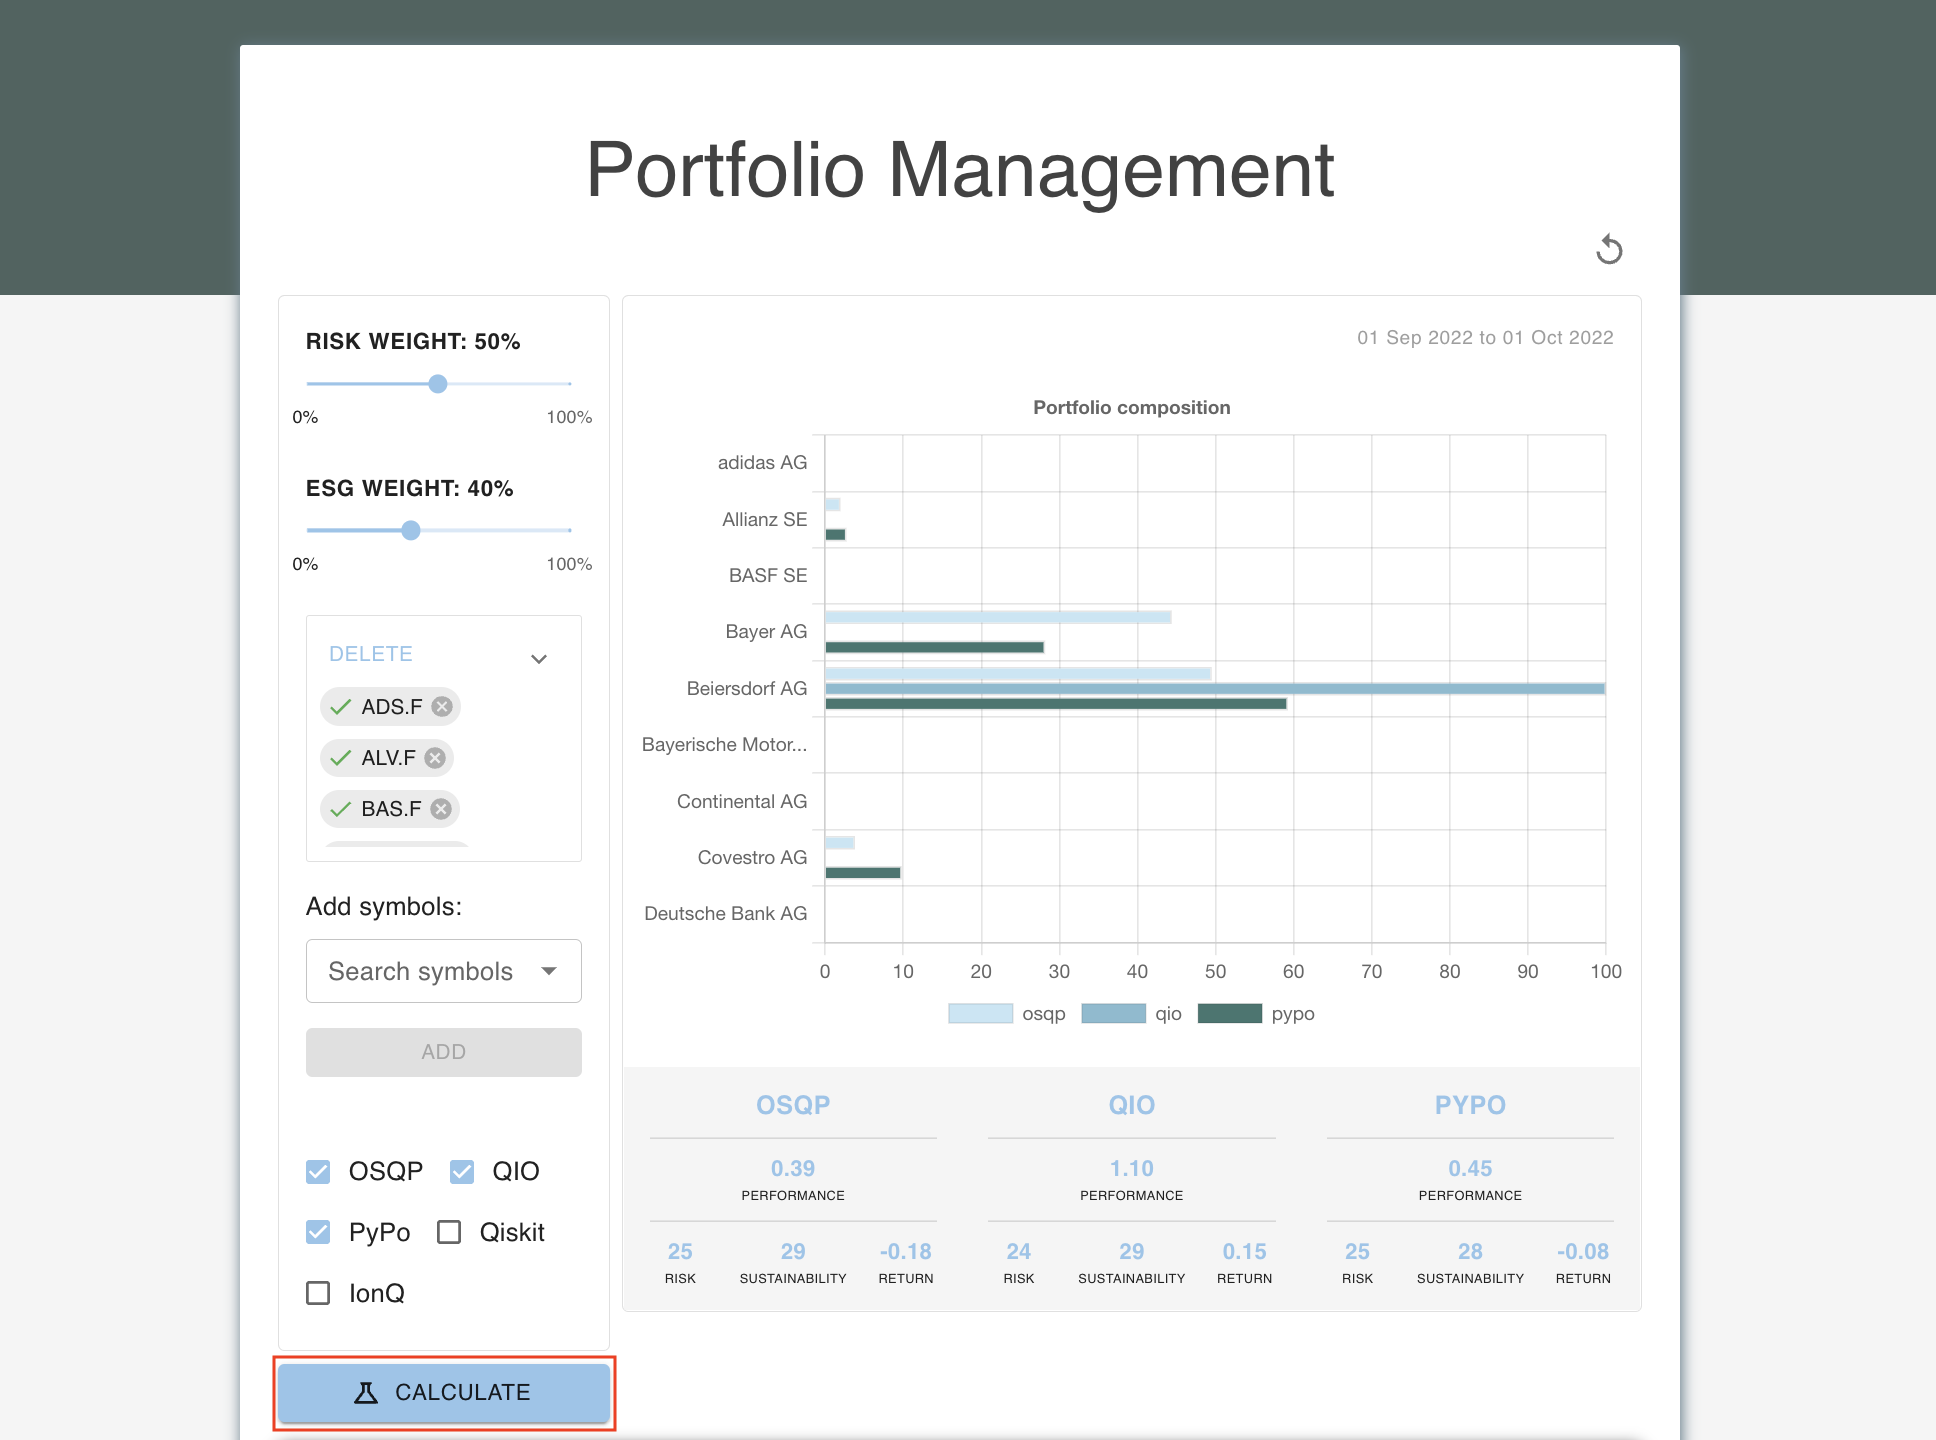 Portfolio Management
RISK WEIGHT: 50%
0% 100%
ESG WEIGHT: 40%
0% 100%
DELETE
ADS.F
ALV.F
BAS.F
Add symbols:
Search symbols
ADD
OSQP QIO
PyPo Qiskit
IonQ
CALCULATE
01 Sep 2022 to 01 Oct 2022
Portfolio composition
adidas AG
Allianz SE
BASF SE
Bayer AG
Beiersdorf AG
Bayerische Motor...
Continental AG
Covestro AG
Deutsche Bank AG
0 10 20 30 40 50 60 70 80 90 100
osqp qio pypo
OSQP QIO PYPO
0.39 1.10 0.45
PERFORMANCE PERFORMANCE PERFORMANCE
25 29 -0.18 24 29 0.15 25 28 -0.08
RISK SUSTAINABILITY RETURN RISK SUSTAINABILITY RETURN RISK SUSTAINABILITY RETURN